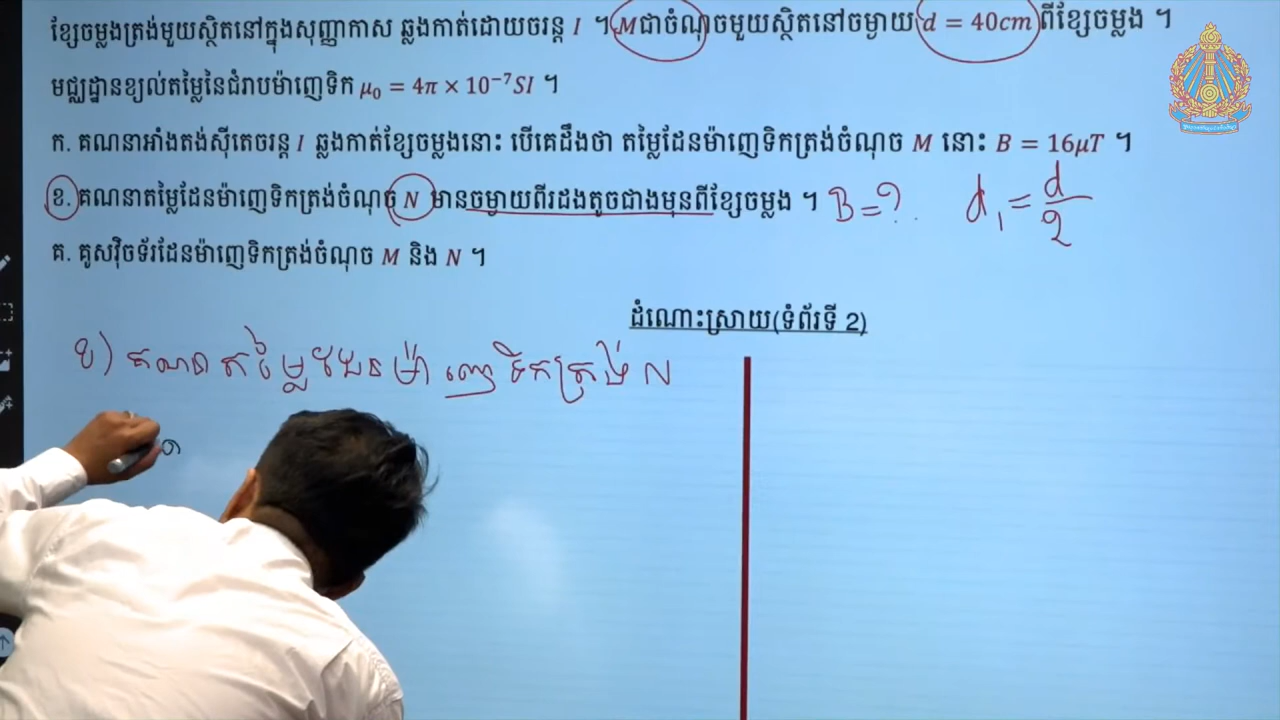 ខ្សែចម្លងត្រង់មួយស្ថិតនៅក្នុងសុញ្ញាកាស ឆ្លងកាត់ដោយចរន្ត I ។ M ជាចំណុចមួយស្ថិតនៅចម្ងាយ d = 40cm ពីខ្សែចម្លង ។
មជ្ឈដ្ឋានខ្យល់តម្លៃនៃជំរាបម៉ាញេទិក μ₀ = 4π × 10⁻⁷SI ។
ក. គណនាអាំងតង់ស៊ីតេចរន្ត I ឆ្លងកាត់ខ្សែចម្លងនោះ បើគេដឹងថា តម្លៃដែនម៉ាញេទិកត្រង់ចំណុច M នោះ B = 16μT ។
ខ. គណនាតម្លៃដែនម៉ាញេទិកត្រង់ចំណុច N មានចម្ងាយពីរដងតូចជាងមុនពីខ្សែចម្លង ។ B = ? d₁ = d/2
គ. គូសវ៉ិចទ័រដែនម៉ាញេទិកត្រង់ចំណុច M និង N ។
ដំណោះស្រាយ(ទំព័រទី 2)
ខ) គណនាតម្លៃដែនម៉ាញេទិកត្រង់ N